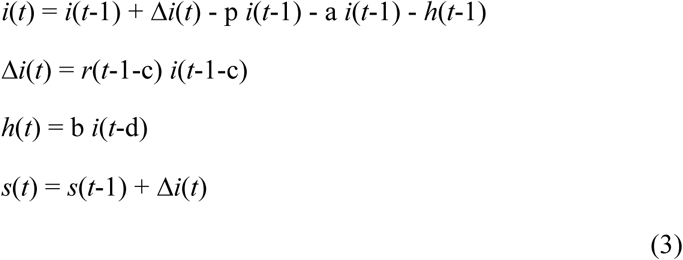 i(t) = i(t-1) + Δi(t) - p i(t-1) - a i(t-1) - h(t-1)
Δi(t) = r(t-1-c) i(t-1-c)
h(t) = b i(t-d)
s(t) = s(t-1) + Δi(t)
(3)